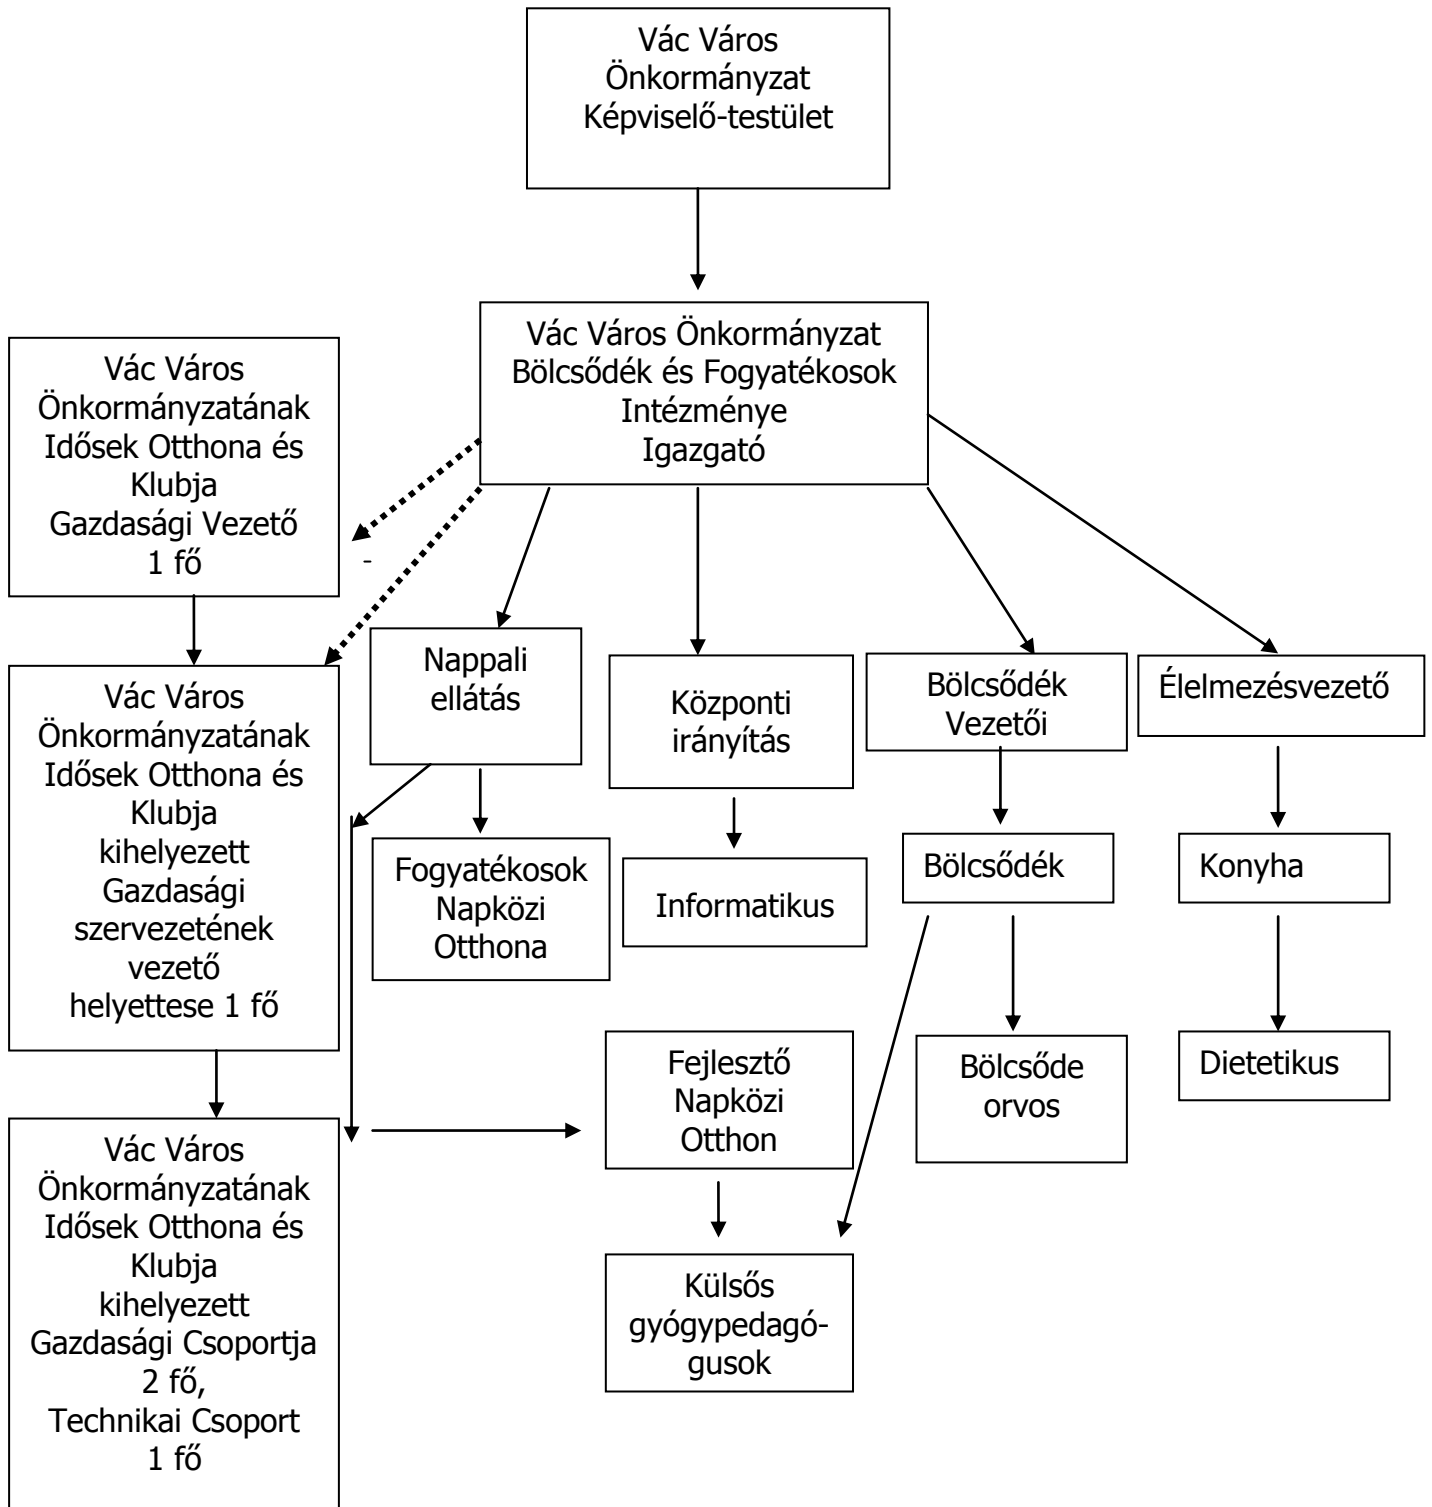 Vác Város
Önkormányzat
Képviselő-testület
Vác Város Önkormányzat
Bölcsődék és Fogyatékosok
Intézménye
Igazgató
Vác Város
Önkormányzatának
Idősek Otthona és
Klubja
Gazdasági Vezető
1 fő
-
Vác Város
Önkormányzatának
Idősek Otthona és
Klubja
kihelyezett
Gazdasági
szervezetének
vezető
helyettese 1 fő
Nappali
ellátás
Központi
irányítás
Bölcsődék
Vezetői
Élelmezésvezető
Fogyatékosok
Napközi
Otthona
Informatikus
Bölcsődék
Konyha
Fejlesztő
Napközi
Otthon
Bölcsőde
orvos
Dietetikus
Vác Város
Önkormányzatának
Idősek Otthona és
Klubja
kihelyezett
Gazdasági Csoportja
2 fő,
Technikai Csoport
1 fő
Külsős
gyógypedagó-
gusok